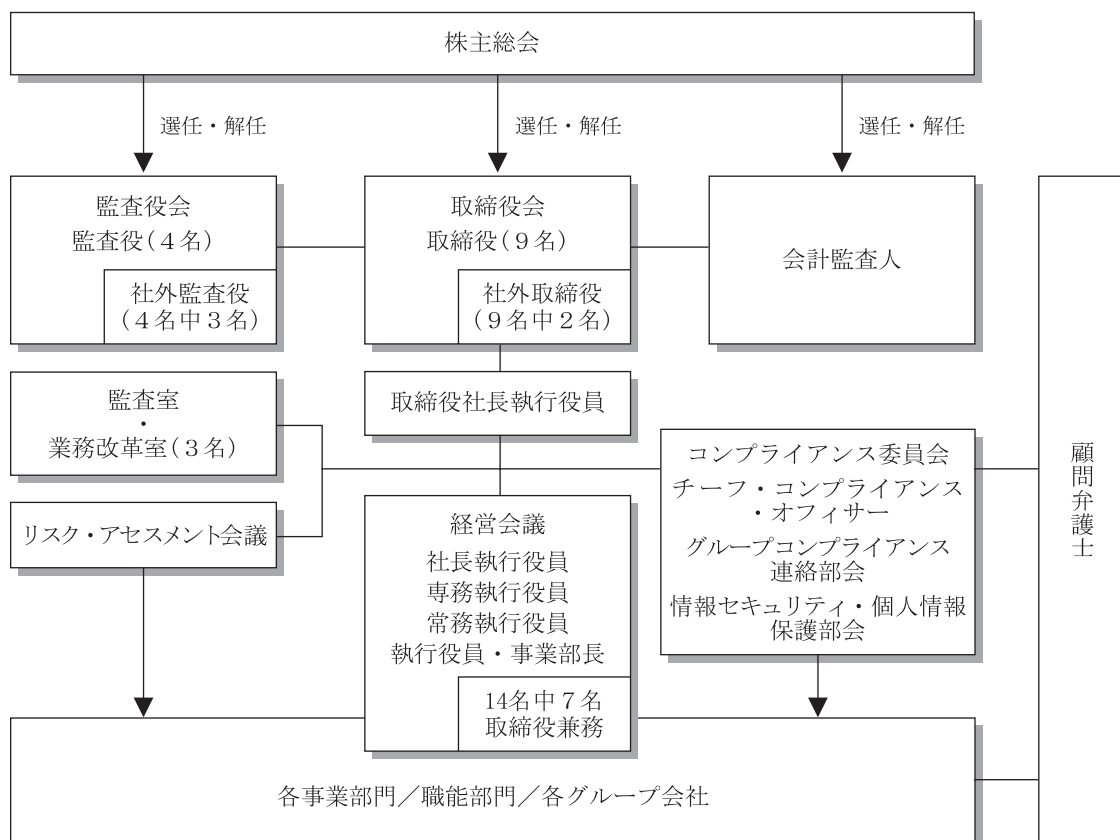 株主総会
選任・解任
選任・解任
選任・解任
監査役会
監査役(4名)
社外監査役
(4名中3名)
取締役会
取締役(9名)
社外取締役
(9名中2名)
会計監査人
監査室
・
業務改革室(3名)
取締役社長執行役員
リスク・アセスメント会議
経営会議
社長執行役員
専務執行役員
常務執行役員
執行役員・事業部長
14名中7名
取締役兼務
コンプライアンス委員会
チーフ・コンプライアンス
・オフィサー
グループコンプライアンス
連絡部会
情報セキュリティ・個人情報
保護部会
顧問弁護士
各事業部門／職能部門／各グループ会社